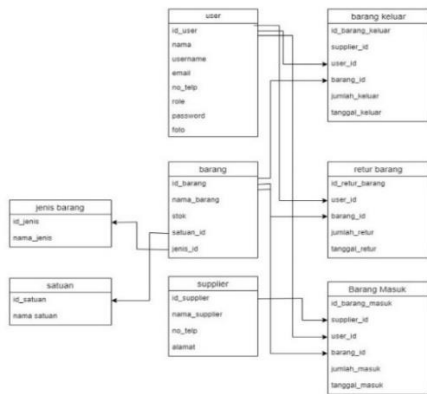 user
id_user
nama
username
email
no_telp
role
password
foto
barang keluar
id_barang_keluar
supplier_id
user_id
barang_id
jumlah_keluar
tanggal_keluar
barang
id_barang
nama_barang
stok
satuan_id
jenis_id
retur barang
id_retur_barang
user_id
barang_id
jumlah_retur
tanggal_retur
jenis barang
id_jenis
nama_jenis
satuan
id_satuan
nama satuan
supplier
id_supplier
nama_supplier
no_telp
alamat
Barang Masuk
id_barang_masuk
supplier_id
user_id
barang_id
jumlah_masuk
tanggal_masuk